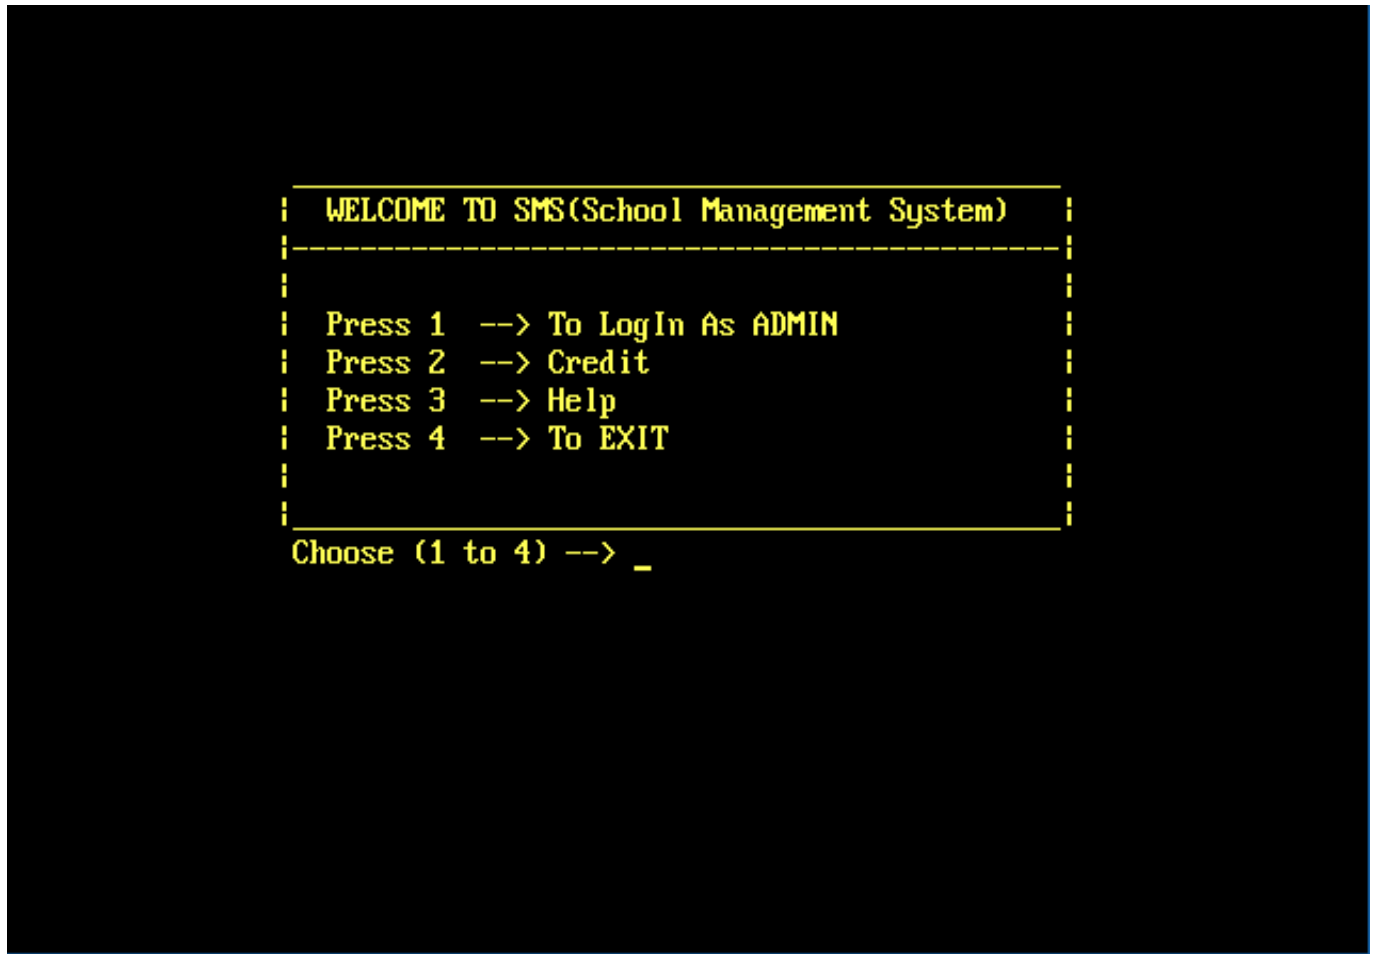 WELCOME TO SMS(School Management System)
Press 1 --> To LogIn As ADMIN
Press 2 --> Credit
Press 3 --> Help
Press 4 --> To EXIT
Choose (1 to 4) --> _